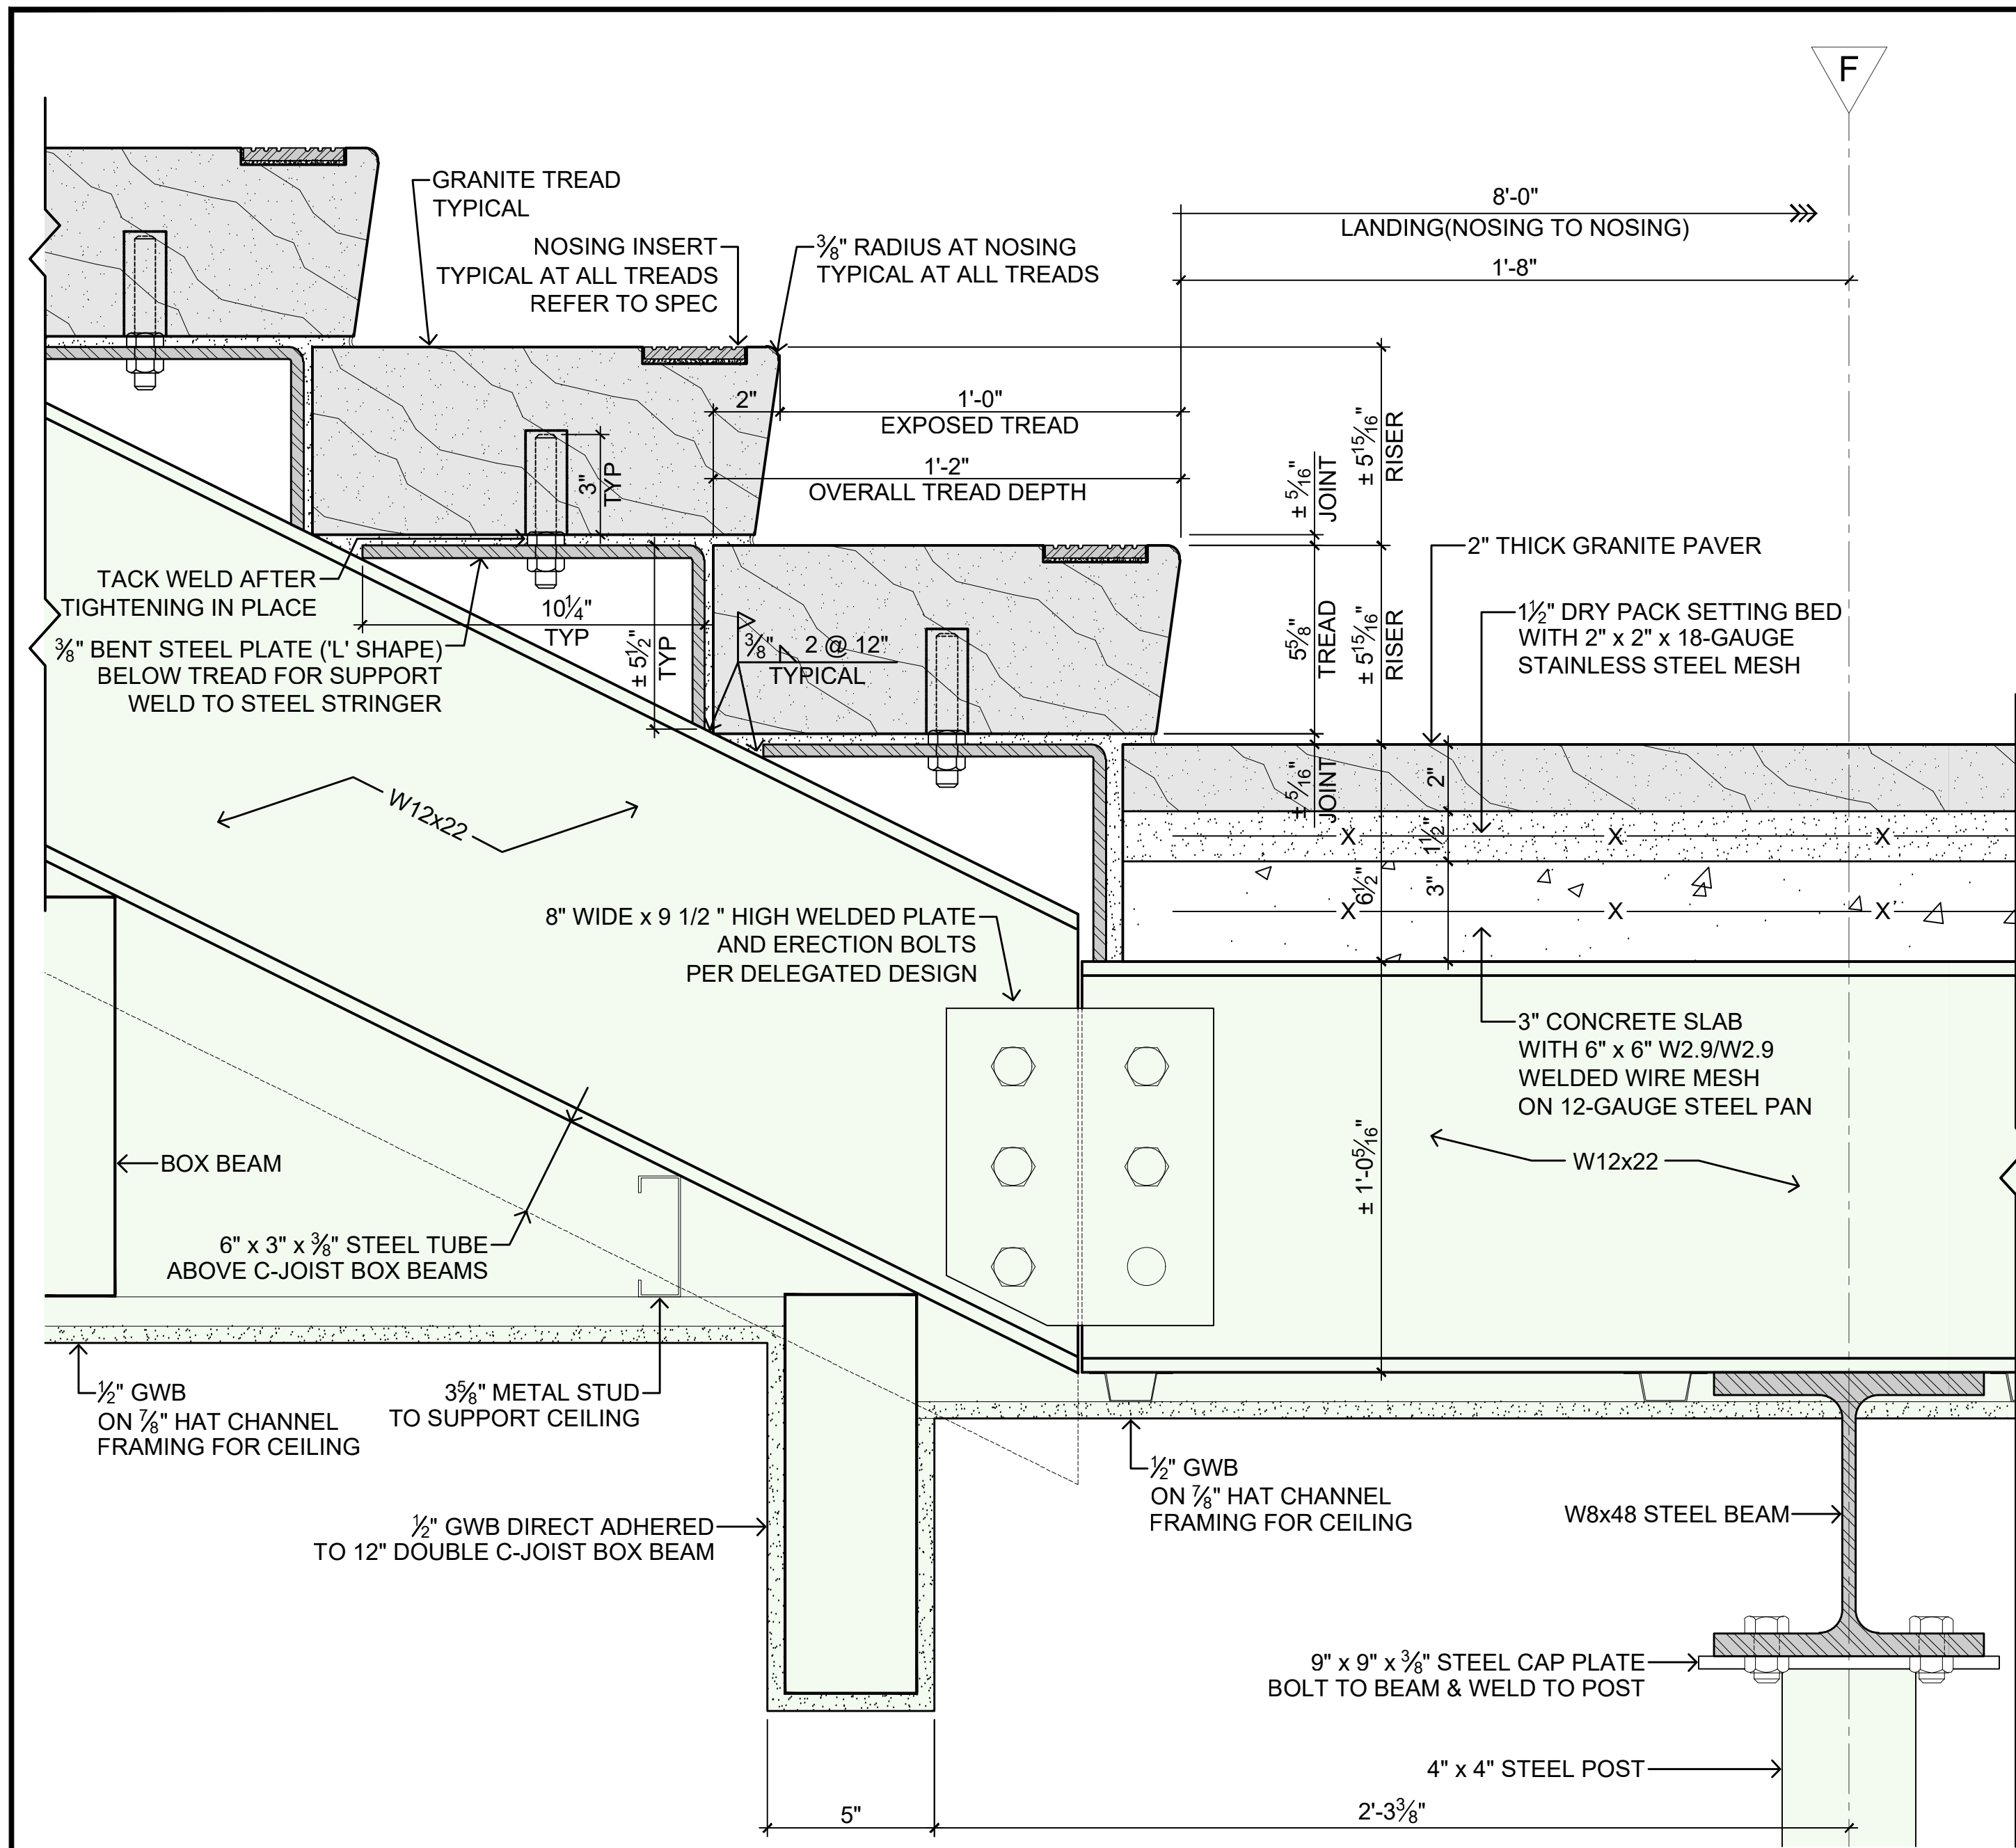 F
GRANITE TREAD
TYPICAL
NOSING INSERT
TYPICAL AT ALL TREADS
REFER TO SPEC
⅜" RADIUS AT NOSING
TYPICAL AT ALL TREADS
8'-0"
LANDING(NOSING TO NOSING)
1'-8"
2"
1'-0"
EXPOSED TREAD
1'-2"
OVERALL TREAD DEPTH
3"
TYP
± 5/16"
JOINT
± 5 15/16"
RISER
TACK WELD AFTER
TIGHTENING IN PLACE
⅜" BENT STEEL PLATE ('L' SHAPE)
BELOW TREAD FOR SUPPORT
WELD TO STEEL STRINGER
10¼"
TYP
± 5½"
TYP
⅜" 2 @ 12"
TYPICAL
5⅝"
TREAD
± 5 15/16"
RISER
2" THICK GRANITE PAVER
1½" DRY PACK SETTING BED
WITH 2" x 2" x 18-GAUGE
STAINLESS STEEL MESH
± 5/16"
JOINT
2"
1½"
3"
6½"
X X X
X X X
W12x22
8" WIDE x 9 1/2 " HIGH WELDED PLATE
AND ERECTION BOLTS
PER DELEGATED DESIGN
3" CONCRETE SLAB
WITH 6" x 6" W2.9/W2.9
WELDED WIRE MESH
ON 12-GAUGE STEEL PAN
W12x22
± 1'-0 5/16"
BOX BEAM
6" x 3" x ⅜" STEEL TUBE
ABOVE C-JOIST BOX BEAMS
½" GWB
ON ⅞" HAT CHANNEL
FRAMING FOR CEILING
3⅝" METAL STUD
TO SUPPORT CEILING
½" GWB
ON ⅞" HAT CHANNEL
FRAMING FOR CEILING
½" GWB DIRECT ADHERED
TO 12" DOUBLE C-JOIST BOX BEAM
W8x48 STEEL BEAM
9" x 9" x ⅜" STEEL CAP PLATE
BOLT TO BEAM & WELD TO POST
4" x 4" STEEL POST
5"
2'-3⅜"